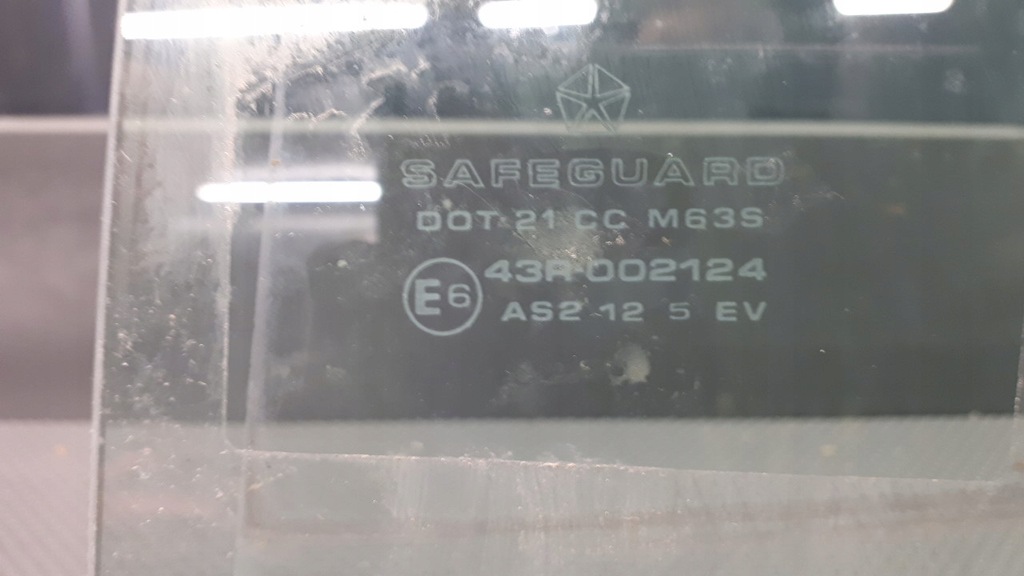 SAFEGUARD
DOT 21 CC M63S
E6 43R-002124
AS2 12 5 EV